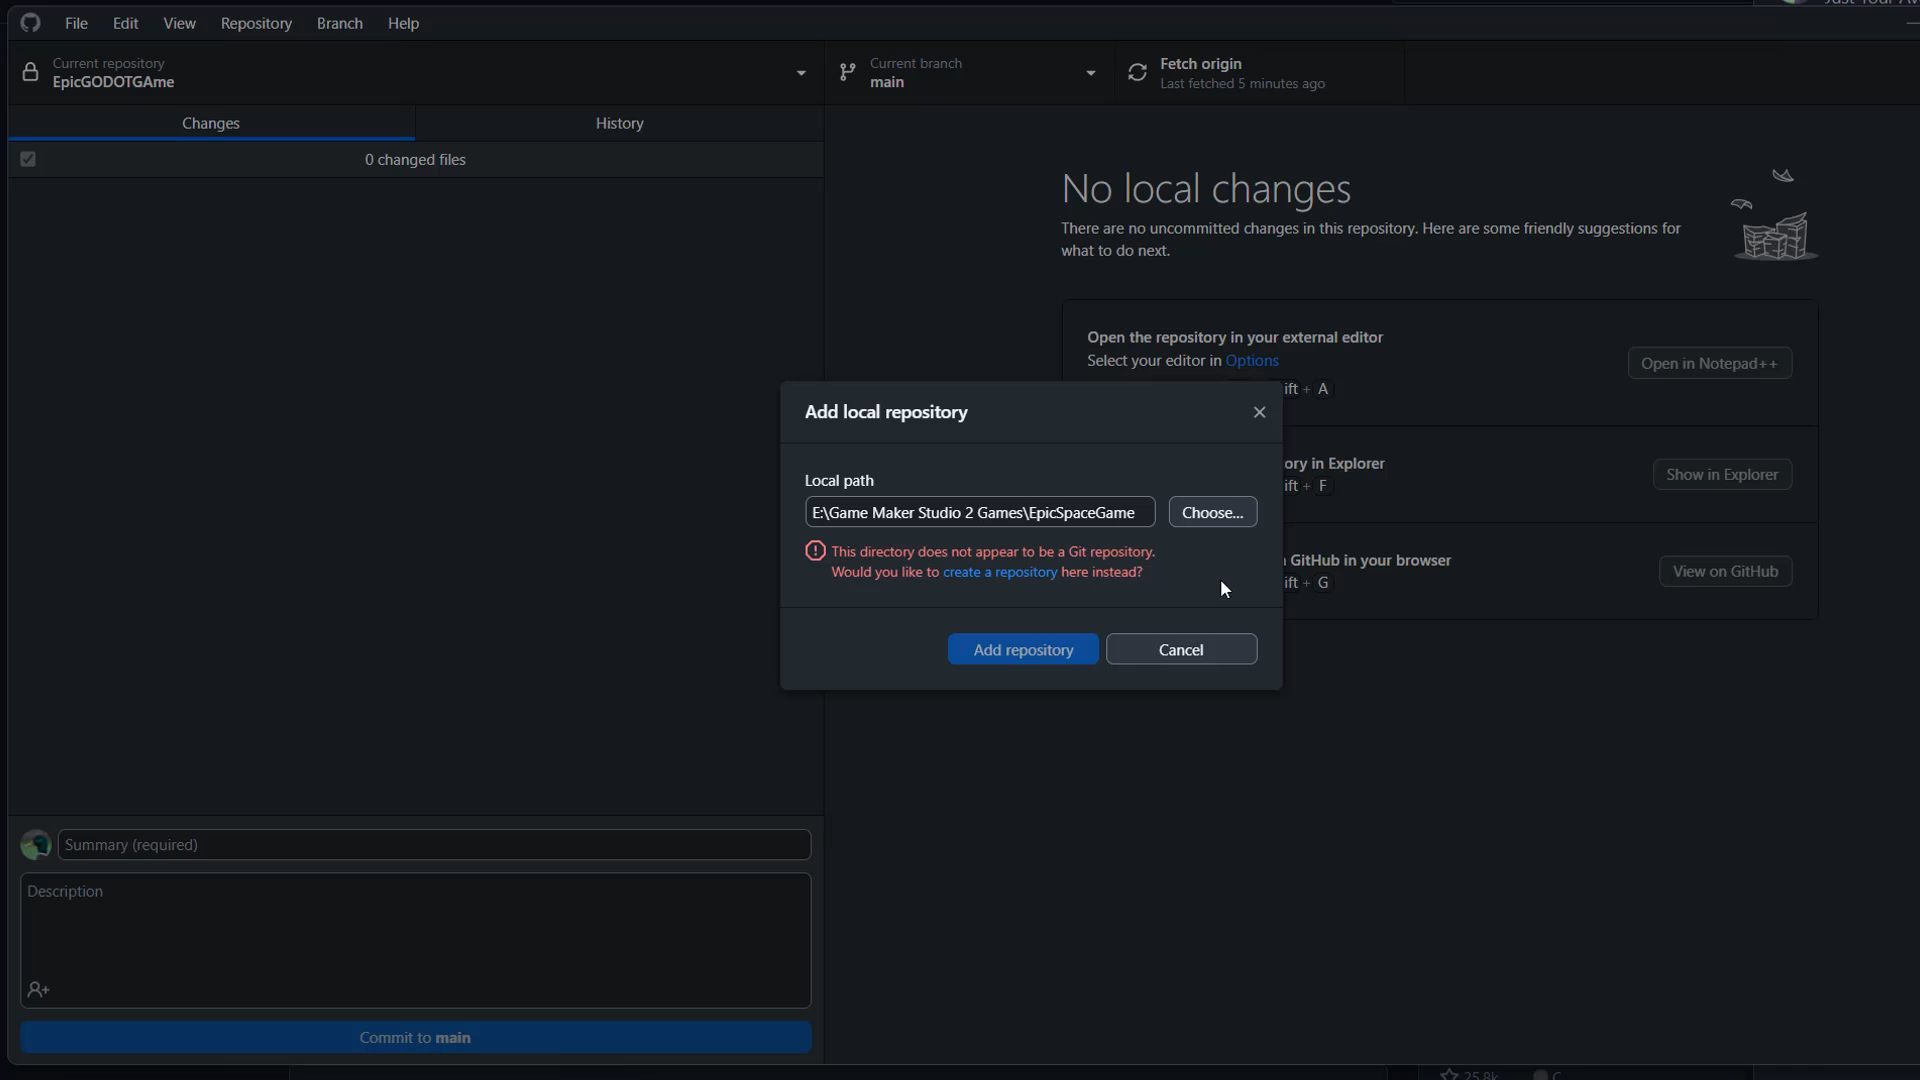 File Edit View Repository Branch Help
Current repository
EpicGODOTGAme
Current branch
main
Fetch origin
Last fetched 5 minutes ago
Changes History
0 changed files
No local changes
There are no uncommitted changes in this repository. Here are some friendly suggestions for
what to do next.
Open the repository in your external editor
Select your editor in Options
ift + A
Open in Notepad++
ory in Explorer
ift + F
Show in Explorer
GitHub in your browser
ift + G
View on GitHub
Add local repository
Local path
E:\Game Maker Studio 2 Games\EpicSpaceGame
Choose...
This directory does not appear to be a Git repository.
Would you like to create a repository here instead?
Add repository Cancel
Summary (required)
Description
Commit to main
25.8k